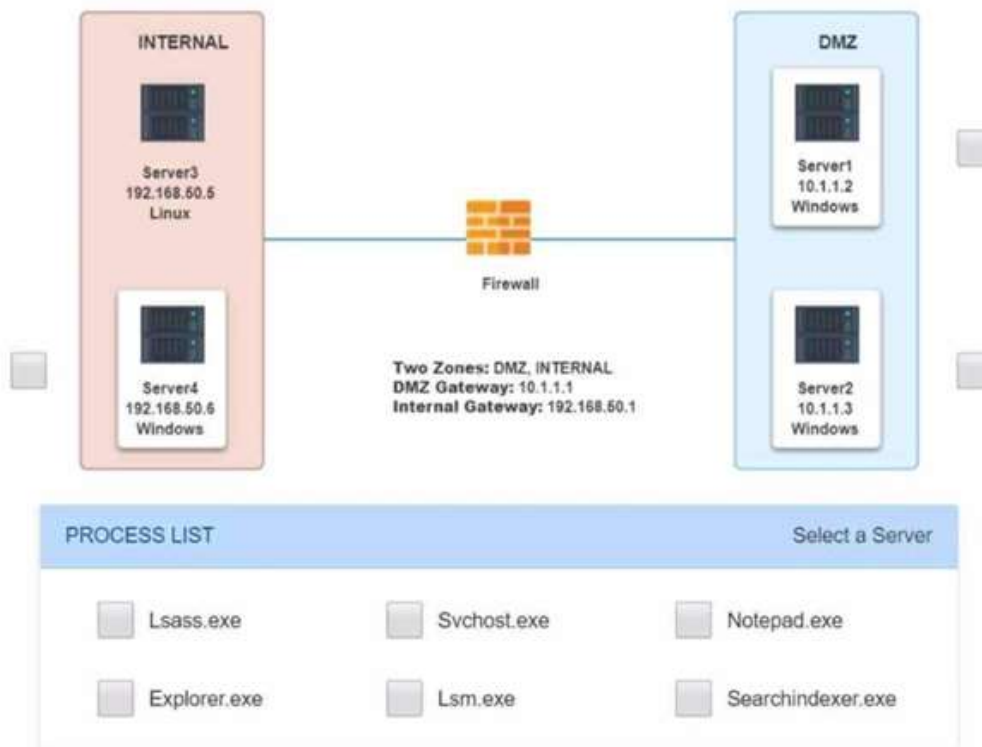 INTERNAL
Server3
192.168.50.5
Linux
Server4
192.168.50.6
Windows
Firewall
Two Zones: DMZ, INTERNAL
DMZ Gateway: 10.1.1.1
Internal Gateway: 192.168.50.1
DMZ
Server1
10.1.1.2
Windows
Server2
10.1.1.3
Windows
PROCESS LIST
Select a Server
Lsass.exe
Svchost.exe
Notepad.exe
Explorer.exe
Lsm.exe
Searchindexer.exe